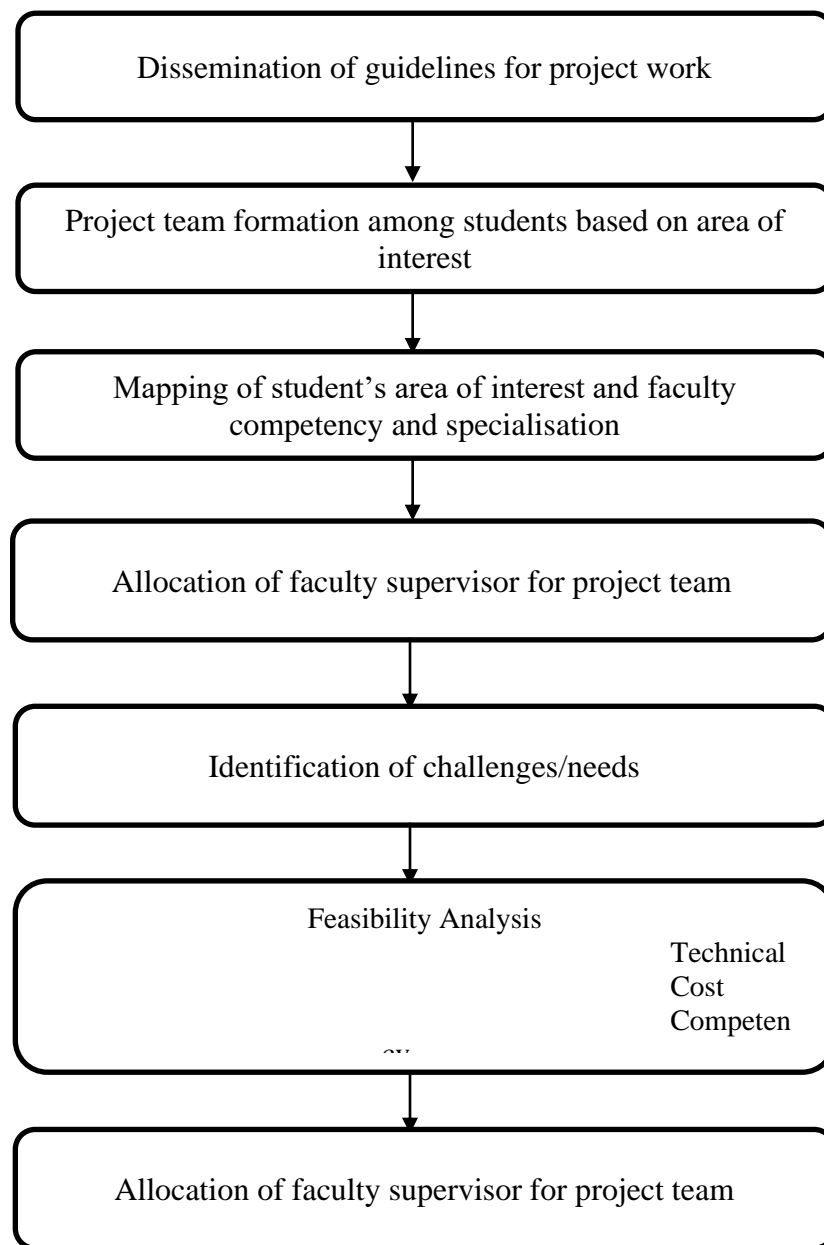 Dissemination of guidelines for project work
Project team formation among students based on area of
interest
Mapping of student’s area of interest and faculty
competency and specialisation
Allocation of faculty supervisor for project team
Identification of challenges/needs
Feasibility Analysis
Technical
Cost
Competen
cy
Allocation of faculty supervisor for project team